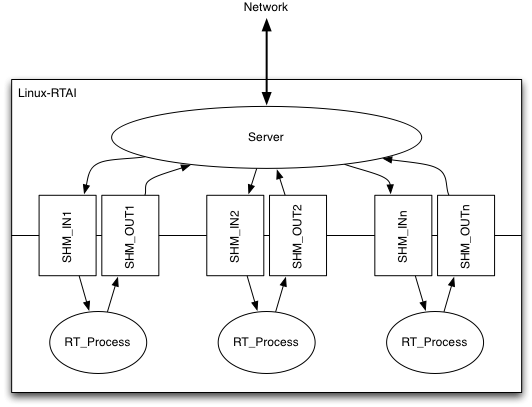 Network
Linux-RTAI
Server
SHM_IN1
SHM_OUT1
SHM_IN2
SHM_OUT2
SHM_INn
SHM_OUTn
RT_Process
RT_Process
RT_Process